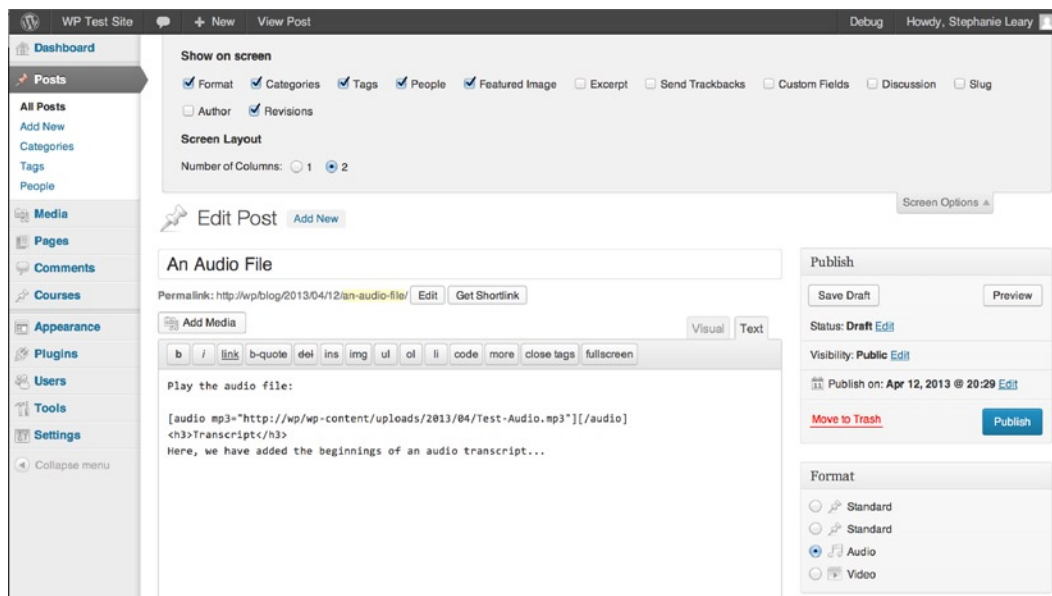 WP Test Site + New View Post Debug Howdy, Stephanie Leary
Dashboard
Posts
All Posts
Add New
Categories
Tags
People
Media
Pages
Comments
Courses
Appearance
Plugins
Users
Tools
Settings
Collapse menu
Show on screen
Format Categories Tags People Featured Image Excerpt Send Trackbacks Custom Fields Discussion Slug
Author Revisions
Screen Layout
Number of Columns: 1 2
Screen Options
Edit Post Add New
An Audio File
Permalink: http://wp/blog/2013/04/12/an-audio-file/ Edit Get Shortlink
Add Media
Visual Text
b i link b-quote del ins img ul ol li code more close tags fullscreen
Play the audio file:
[audio mp3="http://wp/wp-content/uploads/2013/04/Test-Audio.mp3"][/audio]
<h3>Transcript</h3>
Here, we have added the beginnings of an audio transcript...
Publish
Save Draft Preview
Status: Draft Edit
Visibility: Public Edit
Publish on: Apr 12, 2013 @ 20:29 Edit
Move to Trash Publish
Format
Standard
Standard
Audio
Video